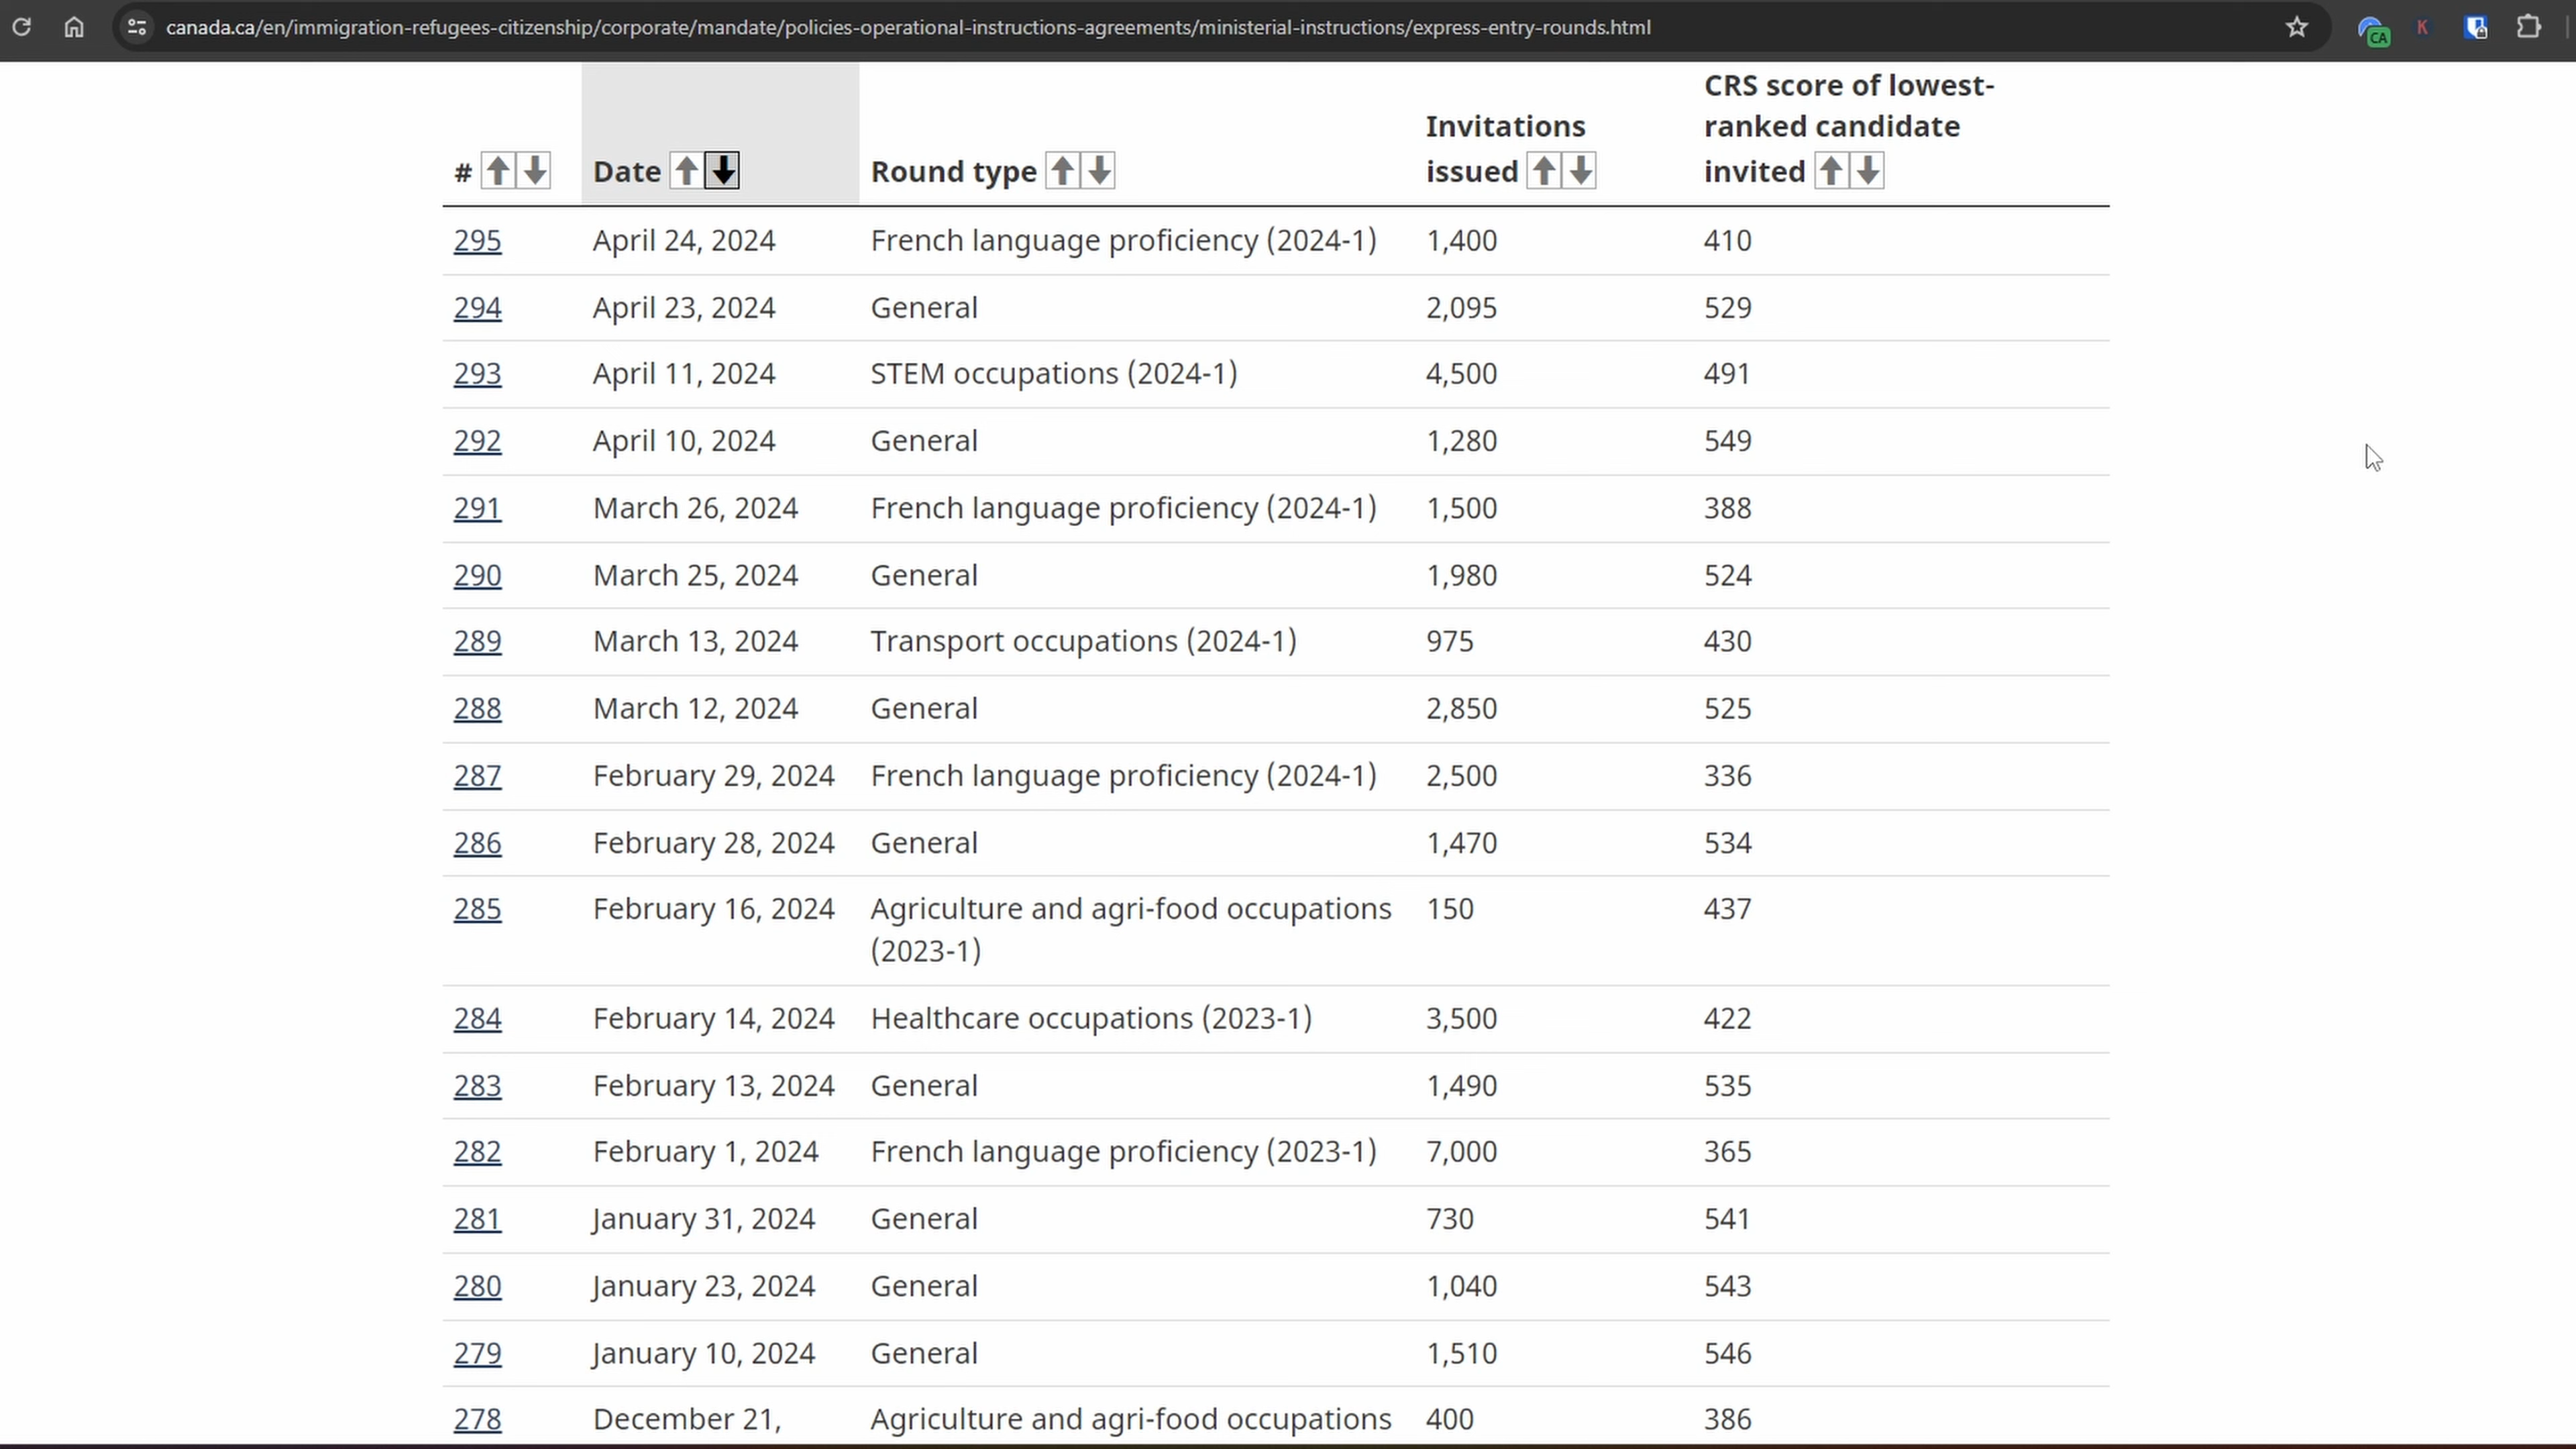 canada.ca/en/immigration-refugees-citizenship/corporate/mandate/policies-operational-instructions-agreements/ministerial-instructions/express-entry-rounds.html
CA
K
# Date Round type Invitations issued CRS score of lowest-ranked candidate invited
295 April 24, 2024 French language proficiency (2024-1) 1,400 410
294 April 23, 2024 General 2,095 529
293 April 11, 2024 STEM occupations (2024-1) 4,500 491
292 April 10, 2024 General 1,280 549
291 March 26, 2024 French language proficiency (2024-1) 1,500 388
290 March 25, 2024 General 1,980 524
289 March 13, 2024 Transport occupations (2024-1) 975 430
288 March 12, 2024 General 2,850 525
287 February 29, 2024 French language proficiency (2024-1) 2,500 336
286 February 28, 2024 General 1,470 534
285 February 16, 2024 Agriculture and agri-food occupations 150 437
(2023-1)
284 February 14, 2024 Healthcare occupations (2023-1) 3,500 422
283 February 13, 2024 General 1,490 535
282 February 1, 2024 French language proficiency (2023-1) 7,000 365
281 January 31, 2024 General 730 541
280 January 23, 2024 General 1,040 543
279 January 10, 2024 General 1,510 546
278 December 21, Agriculture and agri-food occupations 400 386